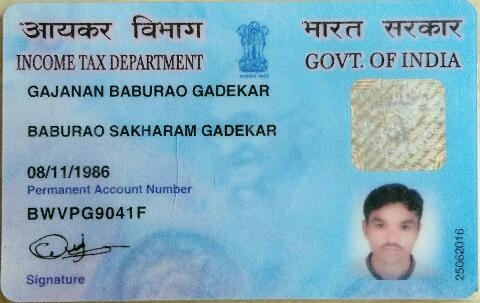 आयकर विभाग भारत सरकार
INCOME TAX DEPARTMENT GOVT. OF INDIA
GAJANAN BABURAO GADEKAR
BABURAO SAKHARAM GADEKAR
08/11/1986
Permanent Account Number
BWVPG9041F
Signature
25062016